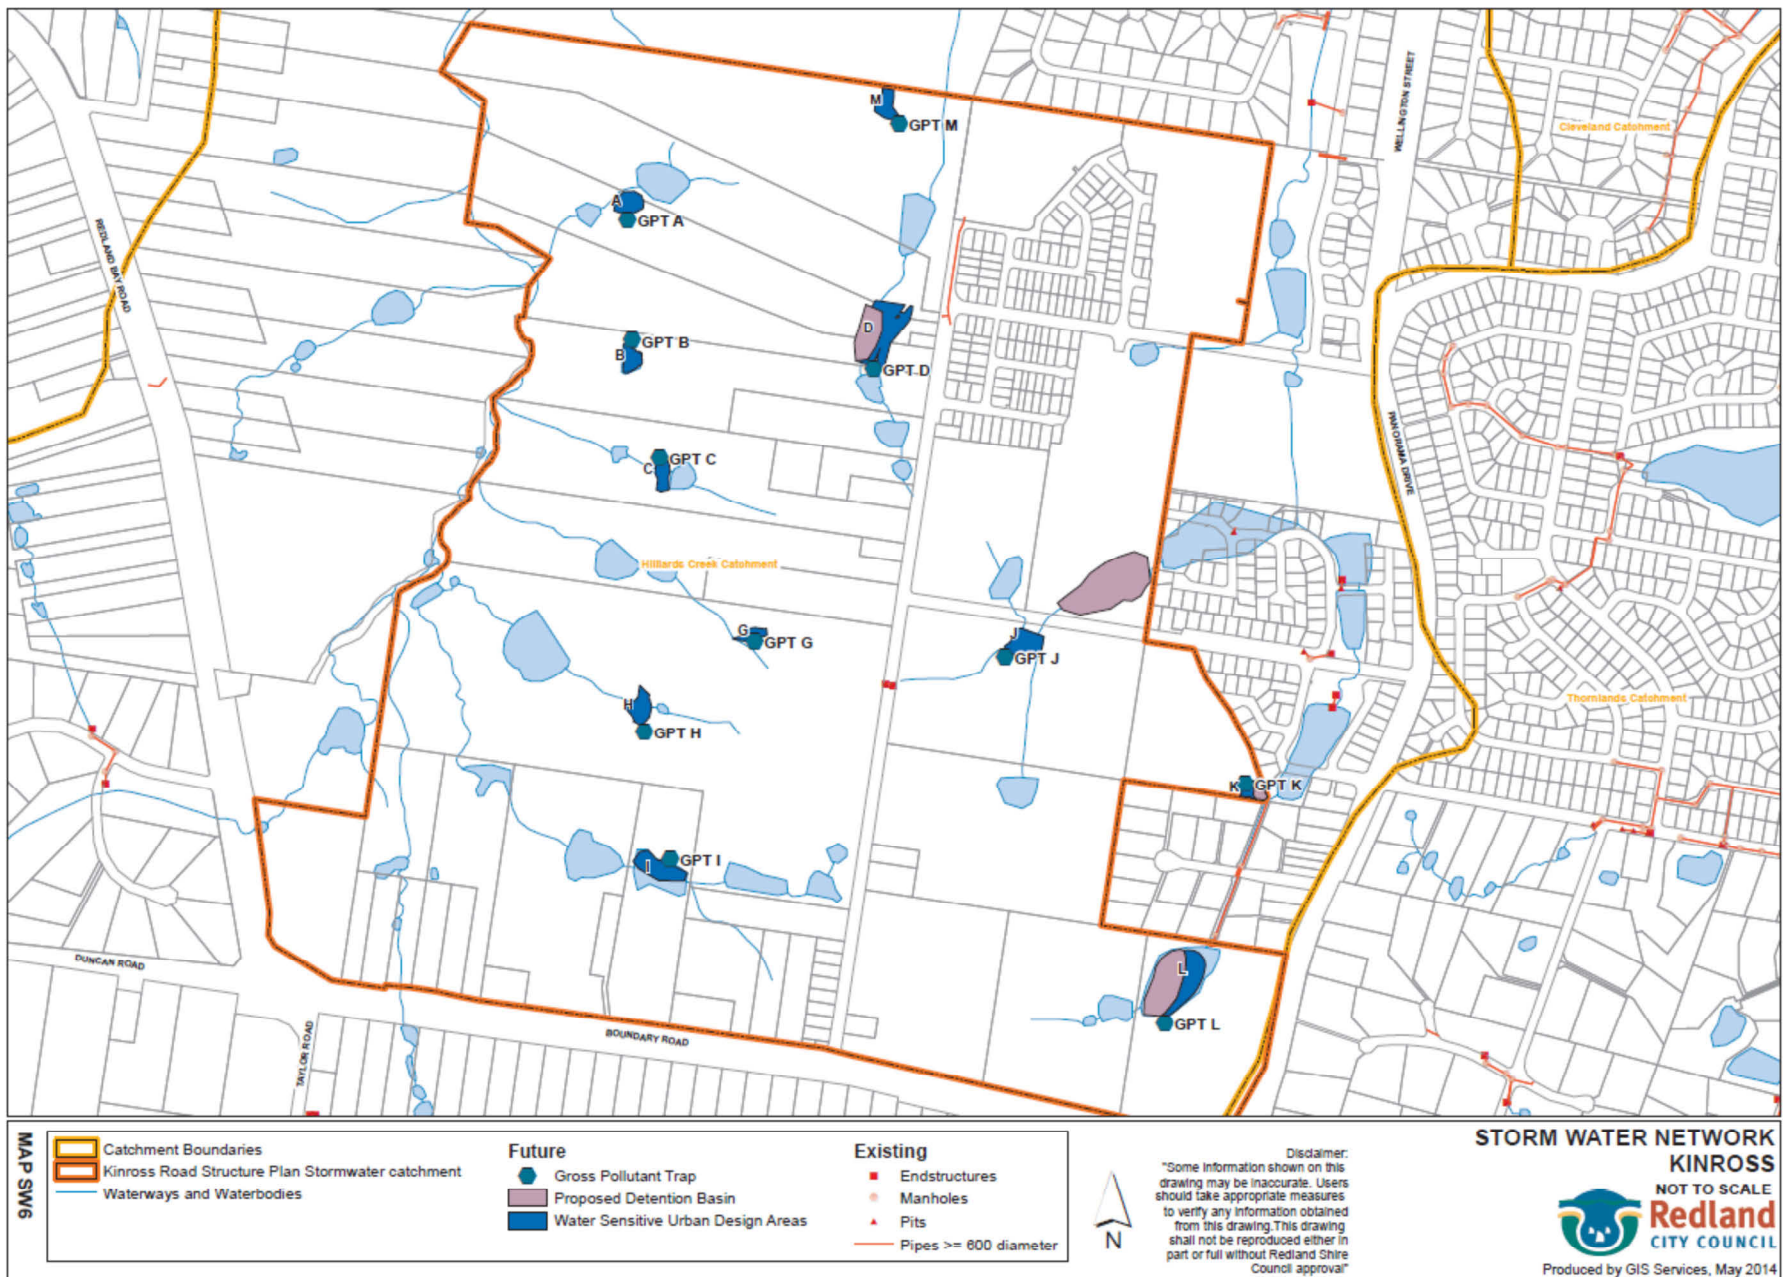 M
GPT M
WELLINGTON STREET
Cleveland Catchment
A
GPT A
REDLAND BAY ROAD
D
GPT B
B
GPT D
PANORAMA DRIVE
GPT C
C
Hilliards Creek Catchment
G
GPT G
J
GPT J
Thornlands Catchment
H
GPT H
K
GPT K
GPT I
I
DUNCAN ROAD
L
GPT L
TAYLOR ROAD
BOUNDARY ROAD
MAP SW6
Catchment Boundaries
Kinross Road Structure Plan Stormwater catchment
Waterways and Waterbodies
Future
Gross Pollutant Trap
Proposed Detention Basin
Water Sensitive Urban Design Areas
Existing
Endstructures
Manholes
Pits
Pipes >= 600 diameter
N
Disclaimer:
"Some information shown on this
drawing may be inaccurate. Users
should take appropriate measures
to verify any information obtained
from this drawing.This drawing
shall not be reproduced either in
part or full without Redland Shire
Council approval"
STORM WATER NETWORK
KINROSS
NOT TO SCALE
Redland
CITY COUNCIL
Produced by GIS Services, May 2014